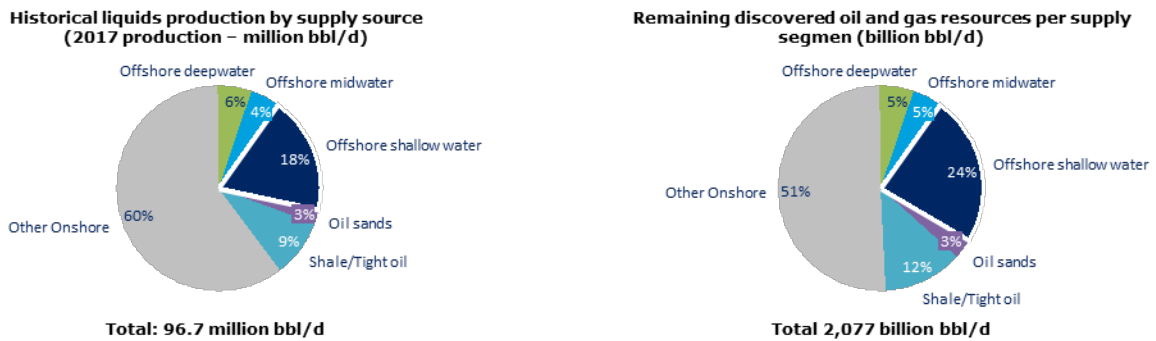 Historical liquids production by supply source
(2017 production – million bbl/d)
Offshore deepwater
Offshore midwater
6%
4%
Offshore shallow water
18%
Other Onshore
60%
3%
Oil sands
9%
Shale/Tight oil
Total: 96.7 million bbl/d
Remaining discovered oil and gas resources per supply
segmen (billion bbl/d)
Offshore deepwater
Offshore midwater
5%
5%
Offshore shallow water
24%
Other Onshore
51%
3%
Oil sands
12%
Shale/Tight oil
Total 2,077 billion bbl/d